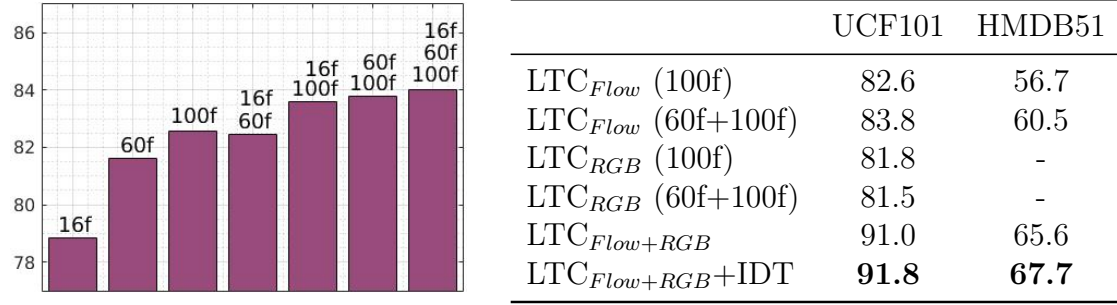 86
84
82
80
78
16f
60f
100f
16f
60f
16f
100f
60f
100f
16f
60f
100f
UCF101 HMDB51
LTC_Flow (100f) 82.6 56.7
LTC_Flow (60f+100f) 83.8 60.5
LTC_RGB (100f) 81.8 -
LTC_RGB (60f+100f) 81.5 -
LTC_Flow+RGB 91.0 65.6
LTC_Flow+RGB+IDT 91.8 67.7